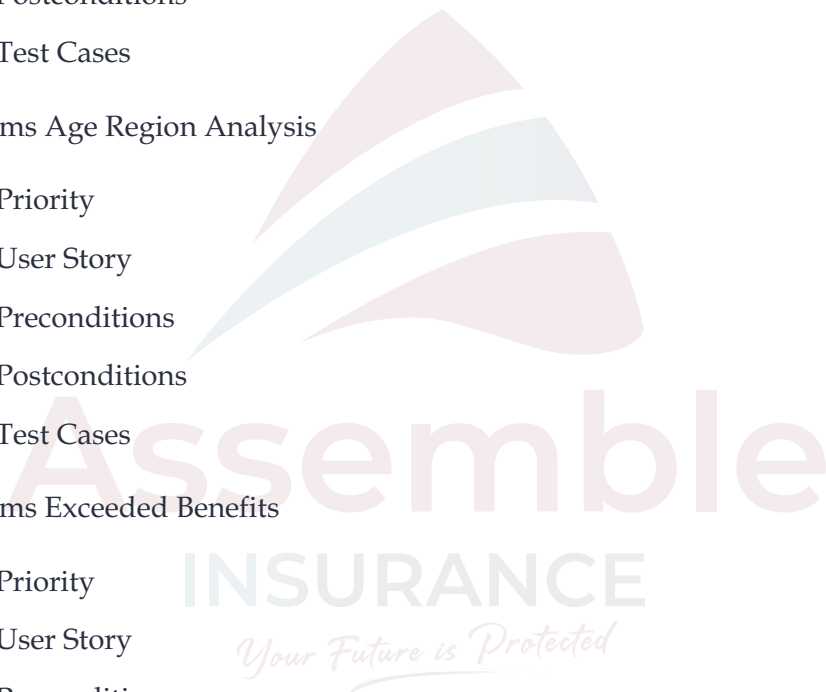 Postconditions
Test Cases
ms Age Region Analysis
Priority
User Story
Preconditions
Postconditions
Test Cases
Assemble
ms Exceeded Benefits
Priority
INSURANCE
User Story
Your Future is Protected